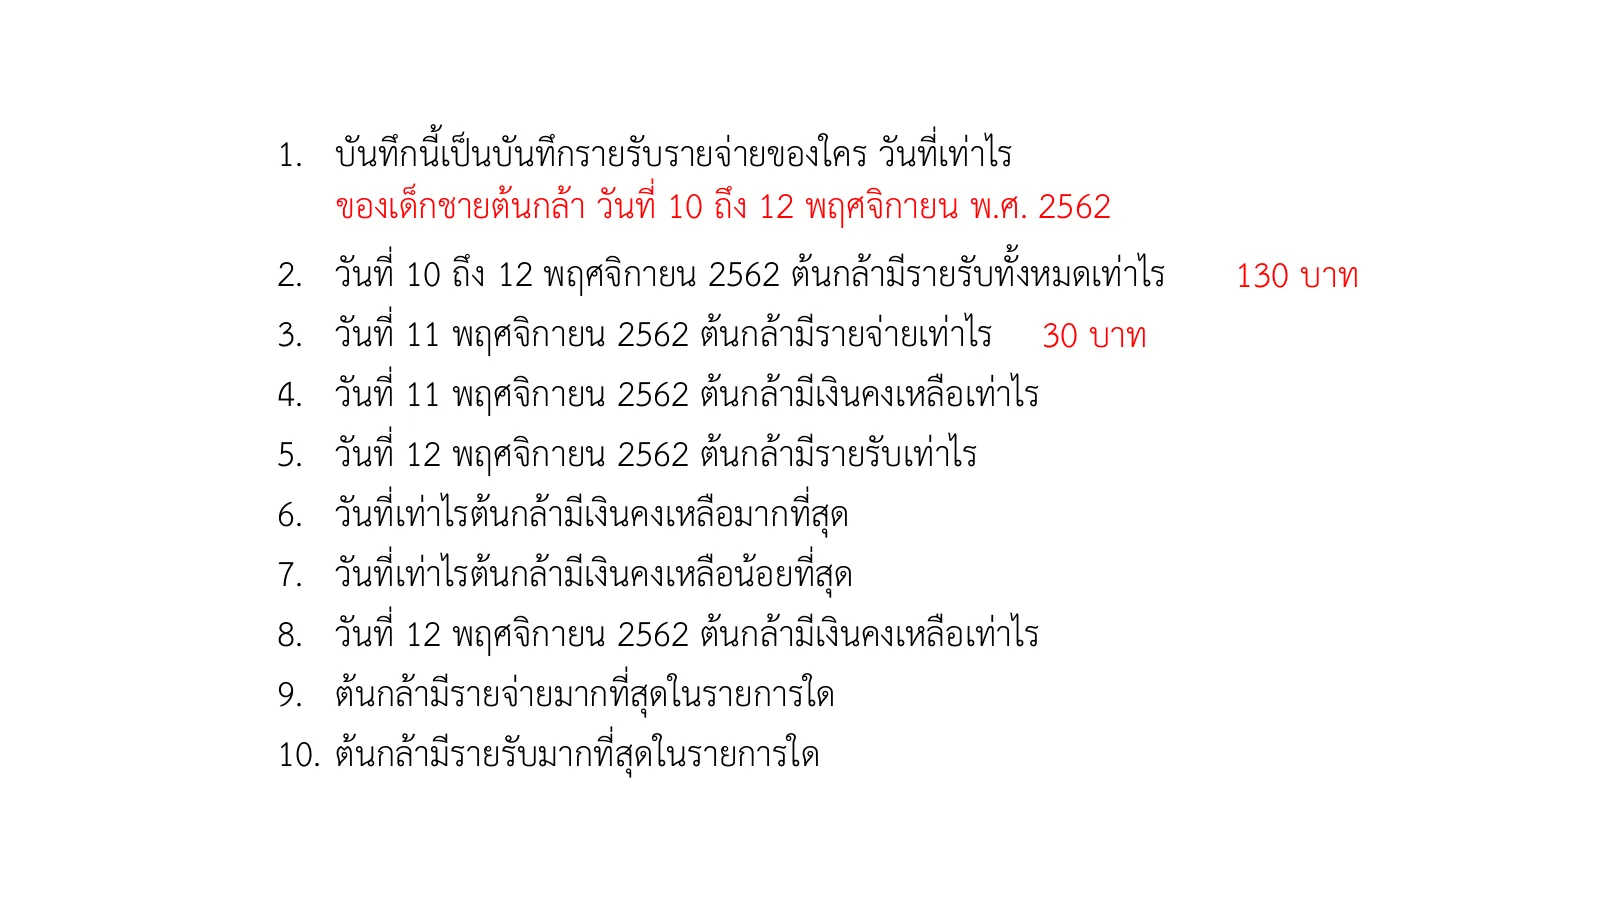 1. บันทึกนี้เป็นบันทึกรายรับรายจ่ายของใคร วันที่เท่าไร
ของเด็กชายต้นกล้า วันที่ 10 ถึง 12 พฤศจิกายน พ.ศ. 2562
2. วันที่ 10 ถึง 12 พฤศจิกายน 2562 ต้นกล้ามีรายรับทั้งหมดเท่าไร 130 บาท
3. วันที่ 11 พฤศจิกายน 2562 ต้นกล้ามีรายจ่ายเท่าไร 30 บาท
4. วันที่ 11 พฤศจิกายน 2562 ต้นกล้ามีเงินคงเหลือเท่าไร
5. วันที่ 12 พฤศจิกายน 2562 ต้นกล้ามีรายรับเท่าไร
6. วันที่เท่าไรต้นกล้ามีเงินคงเหลือมากที่สุด
7. วันที่เท่าไรต้นกล้ามีเงินคงเหลือน้อยที่สุด
8. วันที่ 12 พฤศจิกายน 2562 ต้นกล้ามีเงินคงเหลือเท่าไร
9. ต้นกล้ามีรายจ่ายมากที่สุดในรายการใด
10. ต้นกล้ามีรายรับมากที่สุดในรายการใด